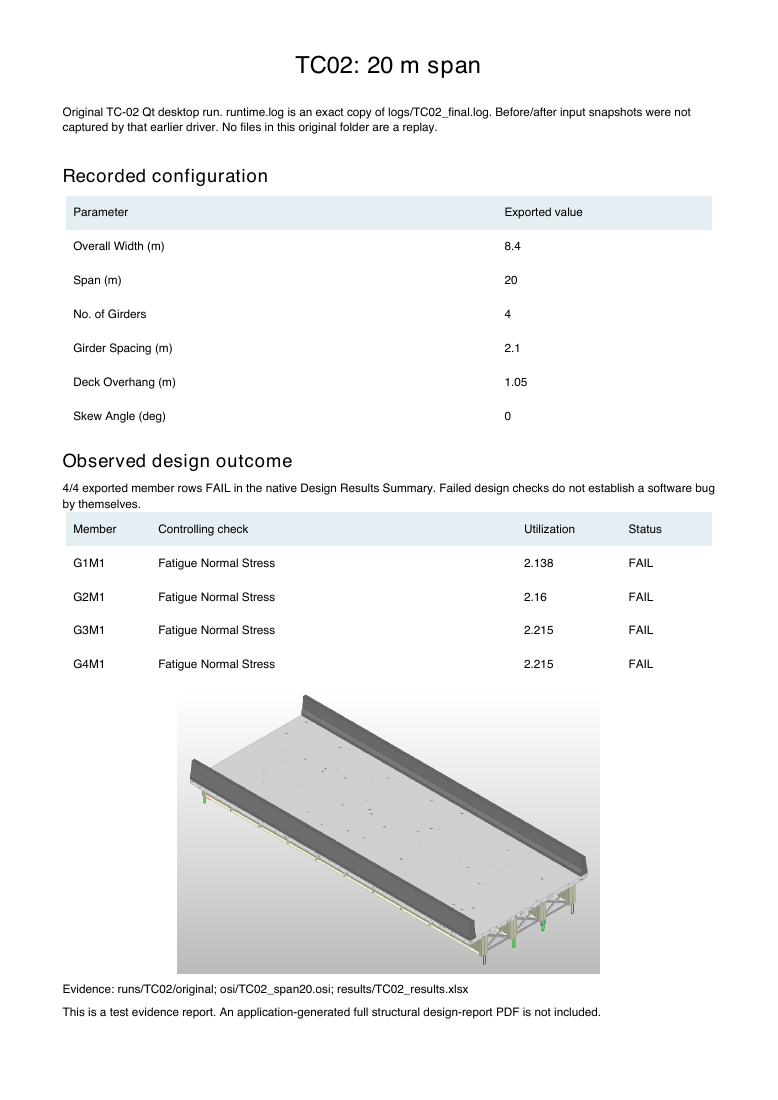 TC02: 20 m span
Original TC-02 Qt desktop run. runtime.log is an exact copy of logs/TC02_final.log. Before/after input snapshots were not
captured by that earlier driver. No files in this original folder are a replay.
Recorded configuration
Parameter Exported value
Overall Width (m) 8.4
Span (m) 20
No. of Girders 4
Girder Spacing (m) 2.1
Deck Overhang (m) 1.05
Skew Angle (deg) 0
Observed design outcome
4/4 exported member rows FAIL in the native Design Results Summary. Failed design checks do not establish a software bug
by themselves.
Member Controlling check Utilization Status
G1M1 Fatigue Normal Stress 2.138 FAIL
G2M1 Fatigue Normal Stress 2.16 FAIL
G3M1 Fatigue Normal Stress 2.215 FAIL
G4M1 Fatigue Normal Stress 2.215 FAIL
Evidence: runs/TC02/original; osi/TC02_span20.osi; results/TC02_results.xlsx
This is a test evidence report. An application-generated full structural design-report PDF is not included.